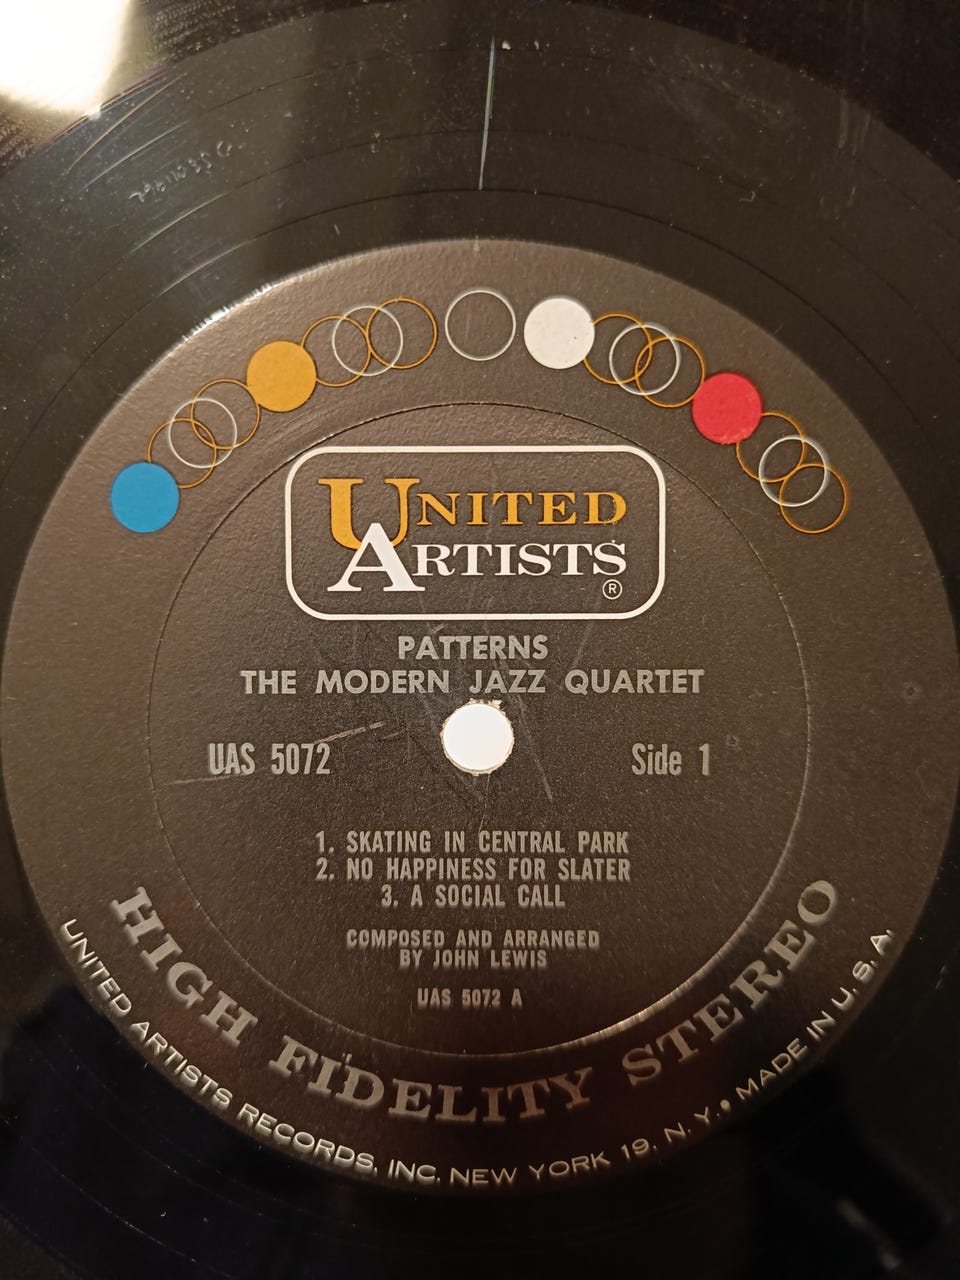 UNITED
ARTISTS
®
PATTERNS
THE MODERN JAZZ QUARTET
UAS 5072 Side 1
1. SKATING IN CENTRAL PARK
2. NO HAPPINESS FOR SLATER
3. A SOCIAL CALL
COMPOSED AND ARRANGED
BY JOHN LEWIS
UAS 5072 A
HIGH FIDELITY STEREO
UNITED ARTISTS RECORDS, INC. NEW YORK 19, N. Y. • MADE IN U. S. A.